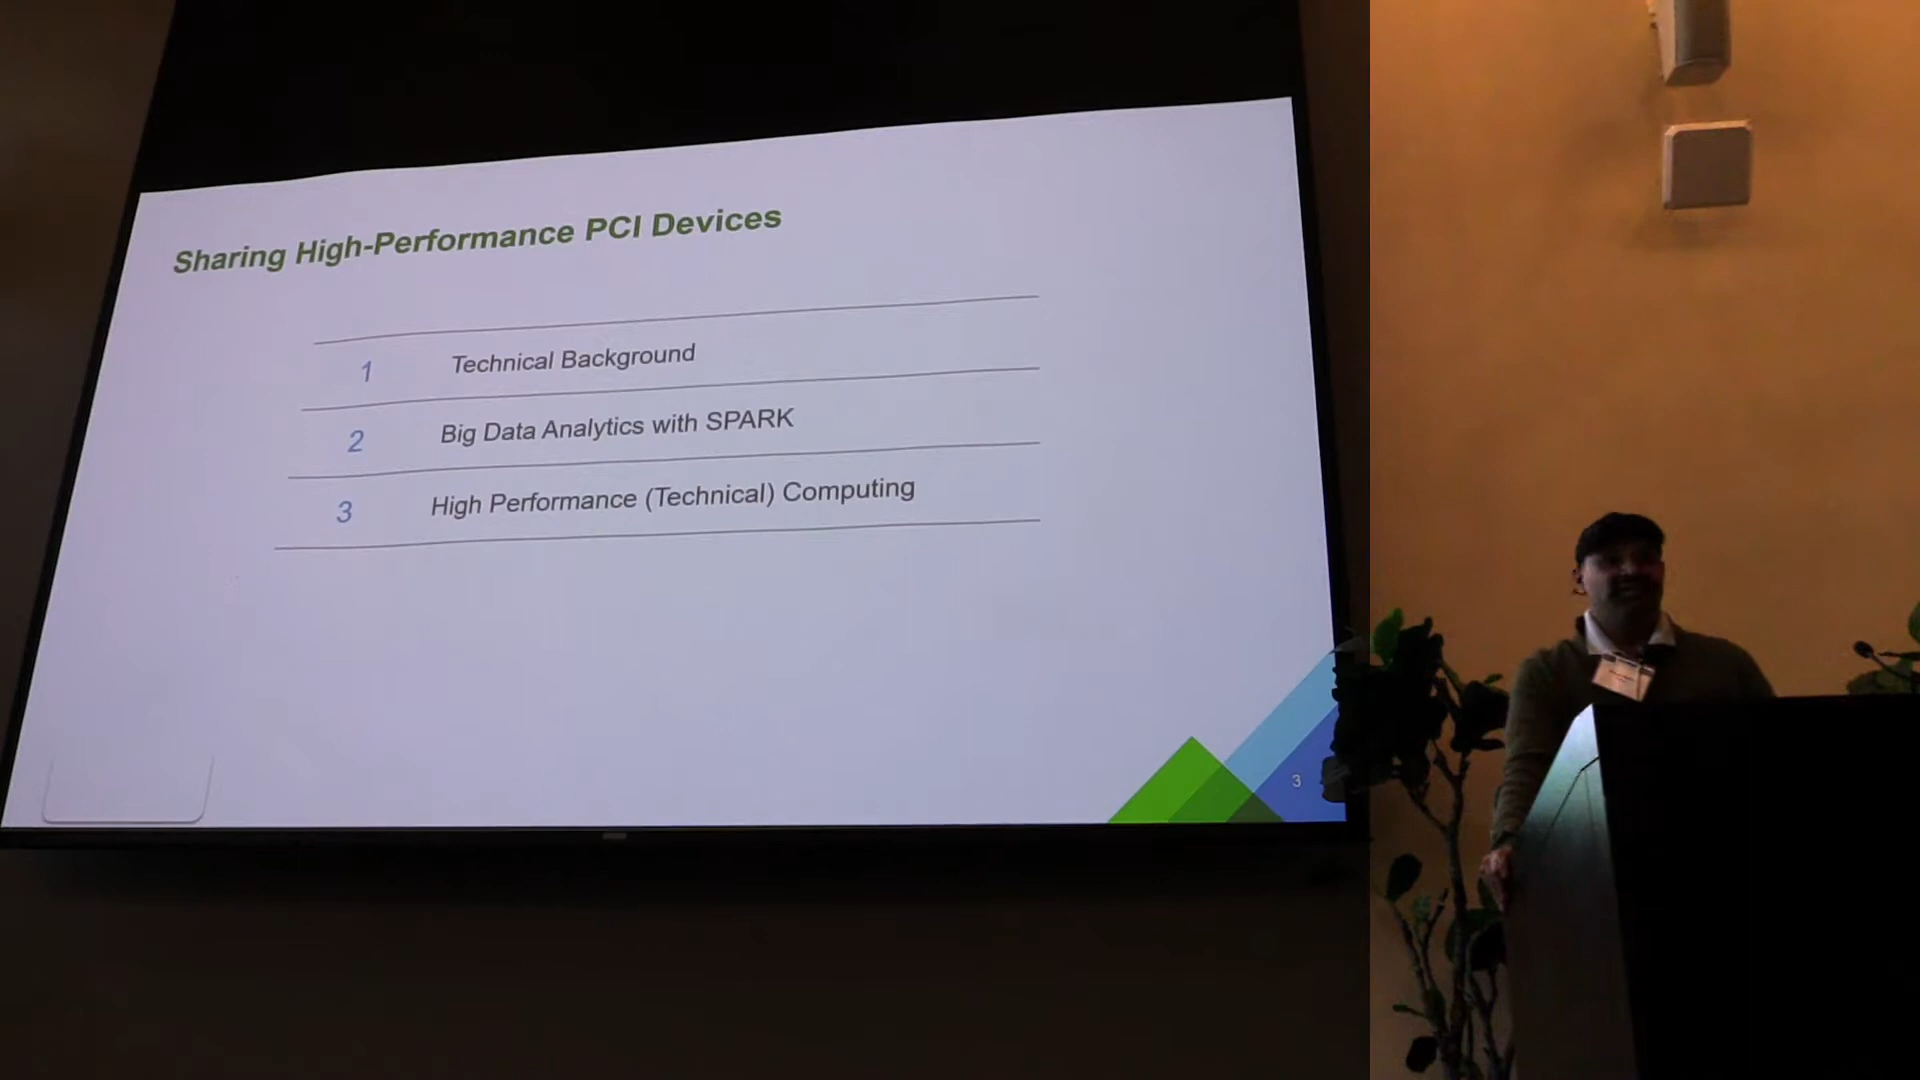 Sharing High-Performance PCI Devices
1 Technical Background
2 Big Data Analytics with SPARK
3 High Performance (Technical) Computing
3